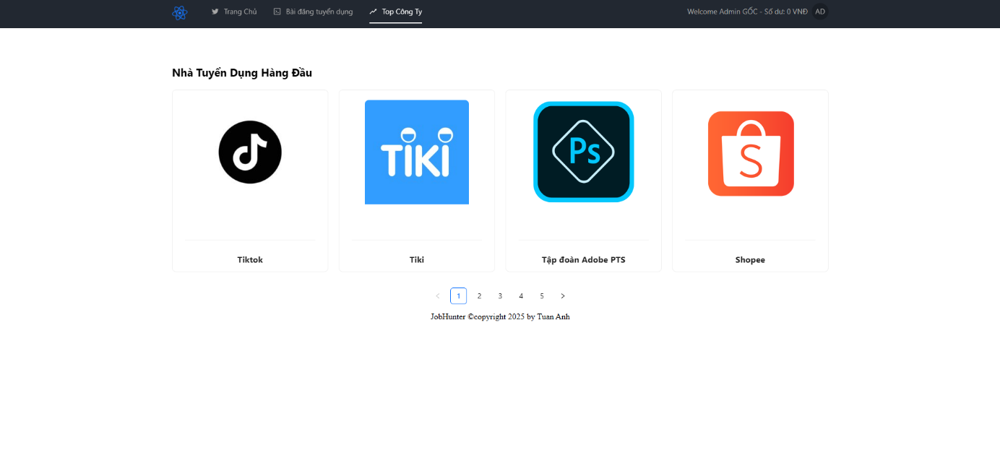 Trang Chủ Bài đăng tuyển dụng Top Công Ty Welcome Admin GỐC - Số dư: 0 VNĐ AD
Nhà Tuyển Dụng Hàng Đầu
TiKi Ps S
Tiktok Tiki Tập đoàn Adobe PTS Shopee
< 1 2 3 4 5 >
JobHunter ©copyright 2025 by Tuan Anh